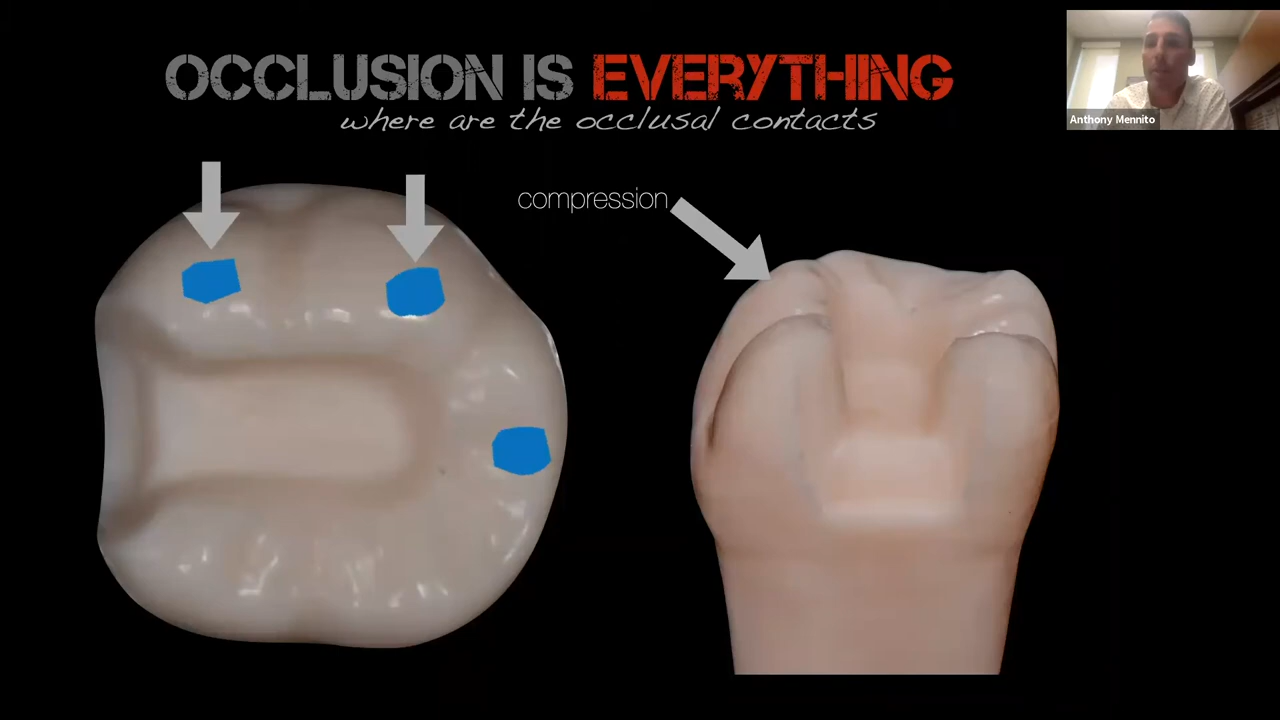 OCCLUSION IS EVERYTHING
where are the occlusal contacts
compression
Anthony Mennito